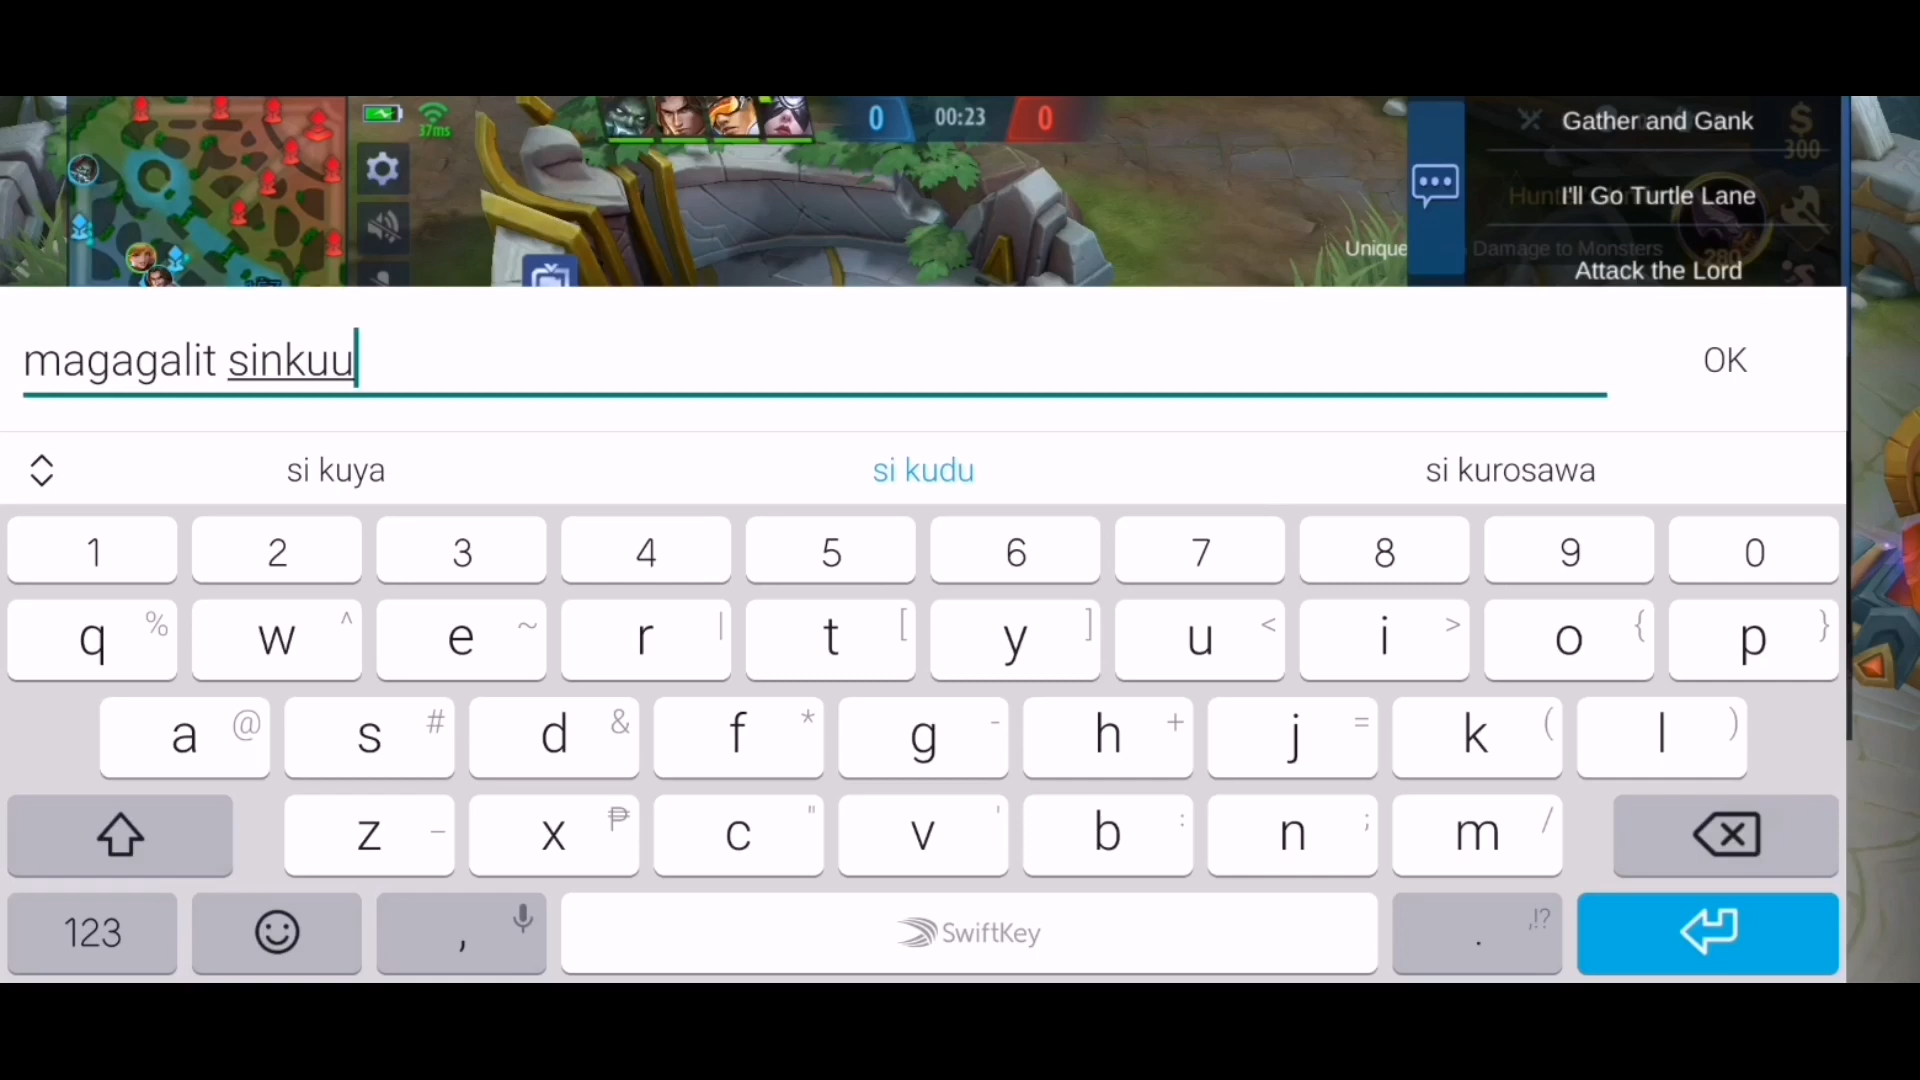 37ms
0 00:23 0
Gather and Gank
300
I'll Go Turtle Lane
Unique Damage to Monsters
280
Attack the Lord
magagalit sinkuu
OK
si kuya si kudu si kurosawa
1 2 3 4 5 6 7 8 9 0
q % w ^ e ~ r | t [ y ] u < i > o { p }
a @ s # d & f * g - h + j = k ( l )
z _ x ₱ c " v ' b : n ; m /
123 , SwiftKey . ,!?